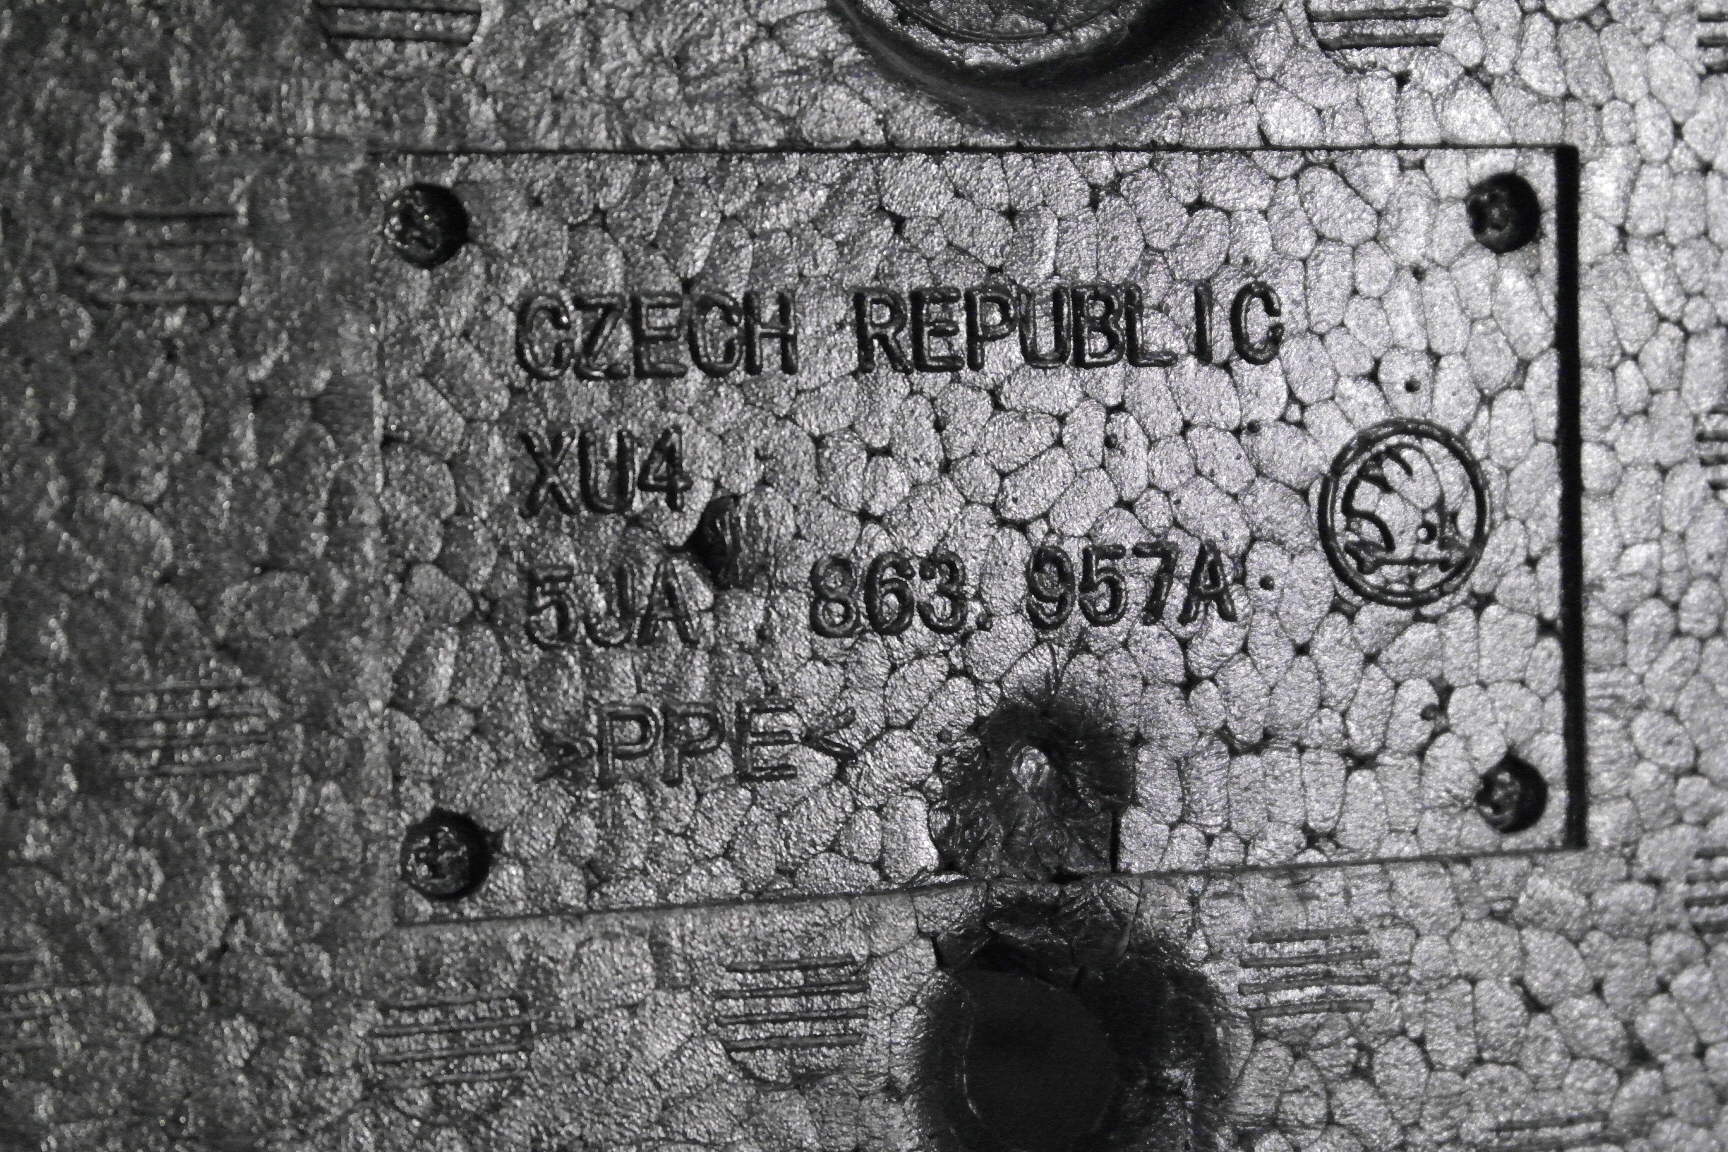 CZECH REPUBLIC
XU4
5JA 863. 957A
>PPE<